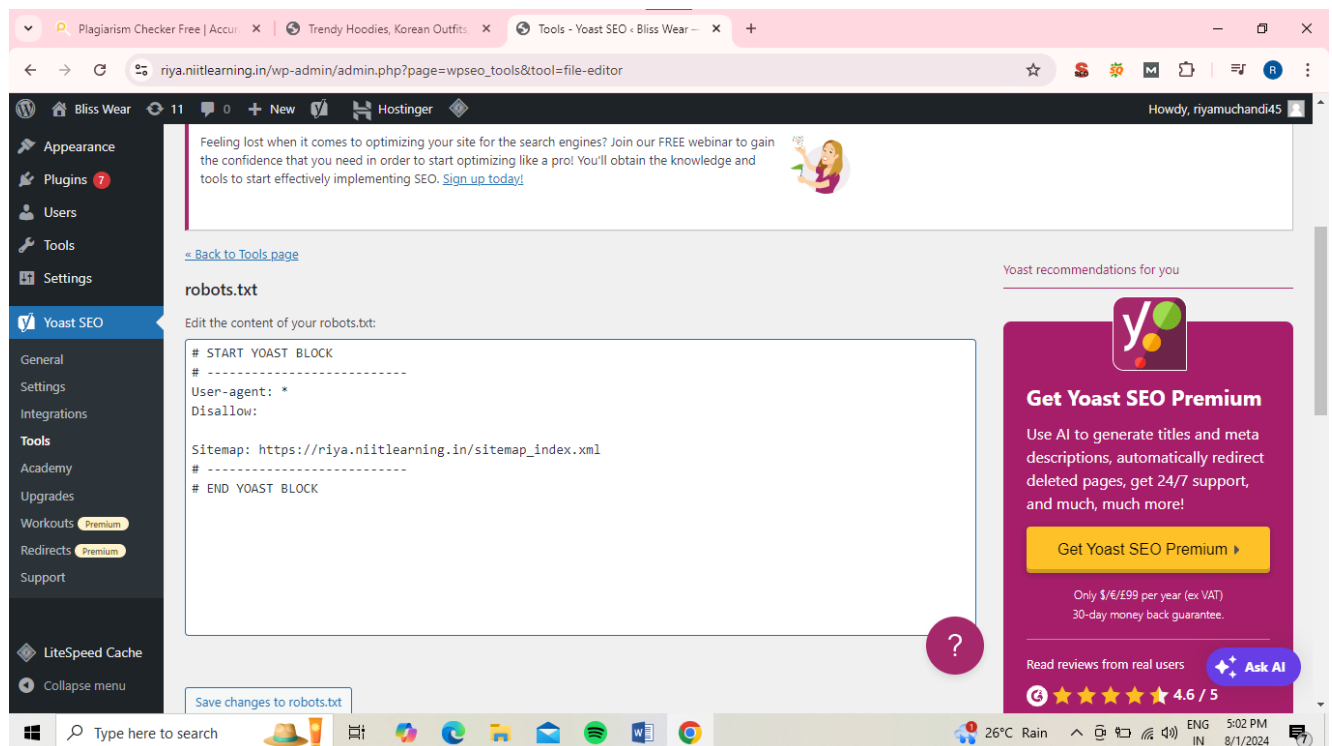 Plagiarism Checker Free | Accur
Trendy Hoodies, Korean Outfits,
Tools - Yoast SEO ‹ Bliss Wear —
riya.niitlearning.in/wp-admin/admin.php?page=wpseo_tools&tool=file-editor
Bliss Wear
11
0
New
Hostinger
Howdy, riyamuchandi45
Appearance
Plugins 7
Users
Tools
Settings
Yoast SEO
General
Settings
Integrations
Tools
Academy
Upgrades
Workouts Premium
Redirects Premium
Support
LiteSpeed Cache
Collapse menu
Feeling lost when it comes to optimizing your site for the search engines? Join our FREE webinar to gain
the confidence that you need in order to start optimizing like a pro! You'll obtain the knowledge and
tools to start effectively implementing SEO. Sign up today!
« Back to Tools page
robots.txt
Edit the content of your robots.txt:
# START YOAST BLOCK
# ---------------------------
User-agent: *
Disallow:
Sitemap: https://riya.niitlearning.in/sitemap_index.xml
# ---------------------------
# END YOAST BLOCK
Save changes to robots.txt
?
Yoast recommendations for you
Get Yoast SEO Premium
Use AI to generate titles and meta
descriptions, automatically redirect
deleted pages, get 24/7 support,
and much, much more!
Get Yoast SEO Premium
Only $/€/£99 per year (ex VAT)
30-day money back guarantee.
Read reviews from real users
4.6 / 5
Ask AI
Type here to search
26°C Rain
ENG
IN
5:02 PM
8/1/2024
7